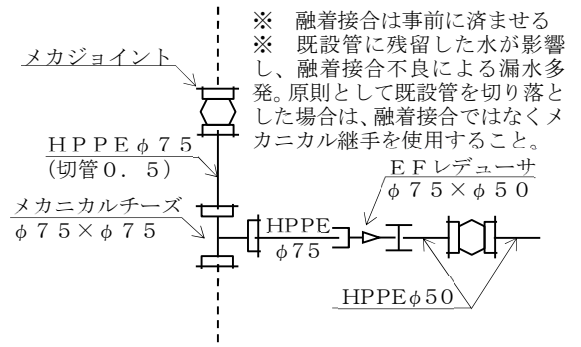 ※　融着接合は事前に済ませる
※　既設管に残留した水が影響
し、融着接合不良による漏水多
発。原則として既設管を切り落と
した場合は、融着接合ではなくメ
カニカル継手を使用すること。
メカジョイント
ＨＰＰＥφ７５
(切管０．５)
ＥＦレデューサ
φ７５×φ５０
メカニカルチーズ
φ７５×φ７５
HPPE
φ75
HPPEφ50